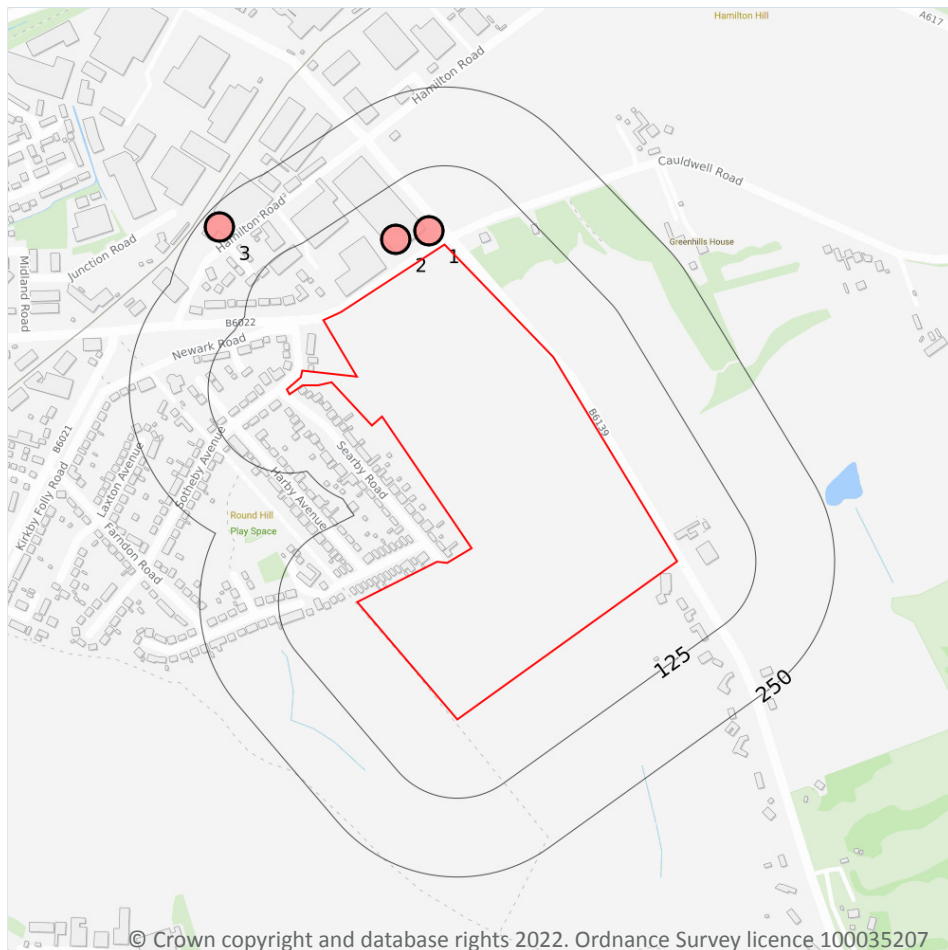 Hamilton Hill
A617
Hamilton Road
Cauldwell Road
Hamilton Road
Greenhills House
Junction Road
Midland Road
3
2
1
B6022
Newark Road
B6139
B6021
Searby Road
Sotheby Avenue
Laxton Avenue
Harby Avenue
Kirkby Folly Road
Round Hill
Play Space
Farndon Road
125
250
© Crown copyright and database rights 2022. Ordnance Survey licence 100035207